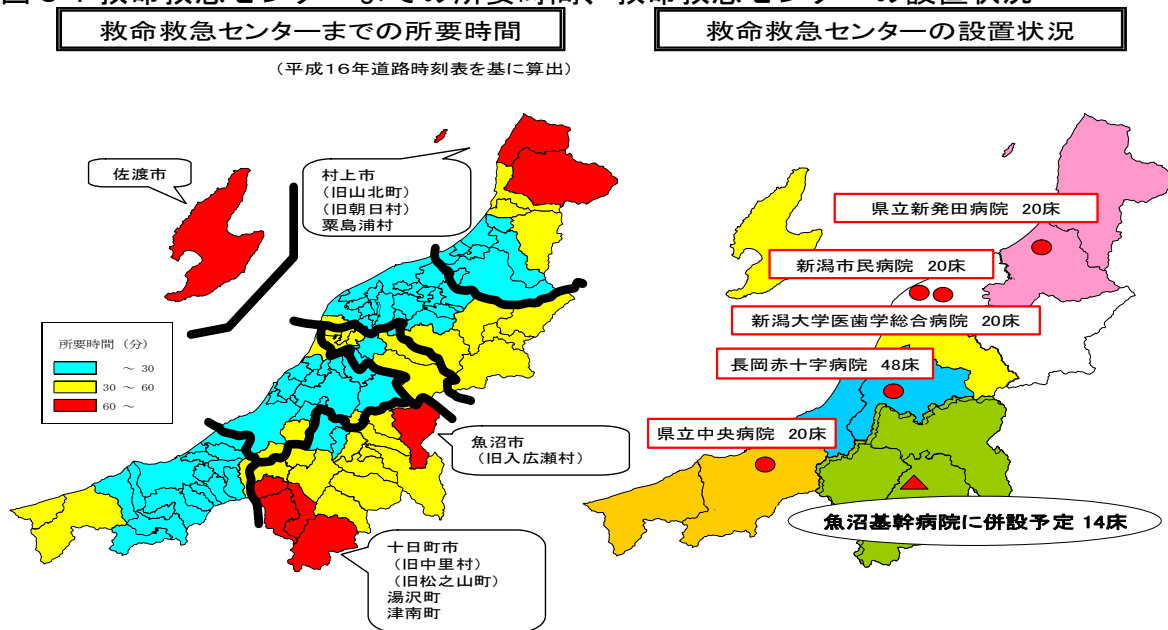 救命救急センターまでの所要時間
(平成16年道路時刻表を基に算出)
佐渡市
村上市
(旧山北町)
(旧朝日村)
粟島浦村
所要時間(分)
～30
30～60
60～
魚沼市
(旧入広瀬村)
十日町市
(旧中里村)
(旧松之山町)
湯沢町
津南町
救命救急センターの設置状況
県立新発田病院 20床
新潟市民病院 20床
新潟大学医歯学総合病院 20床
長岡赤十字病院 48床
県立中央病院 20床
魚沼基幹病院に併設予定 14床